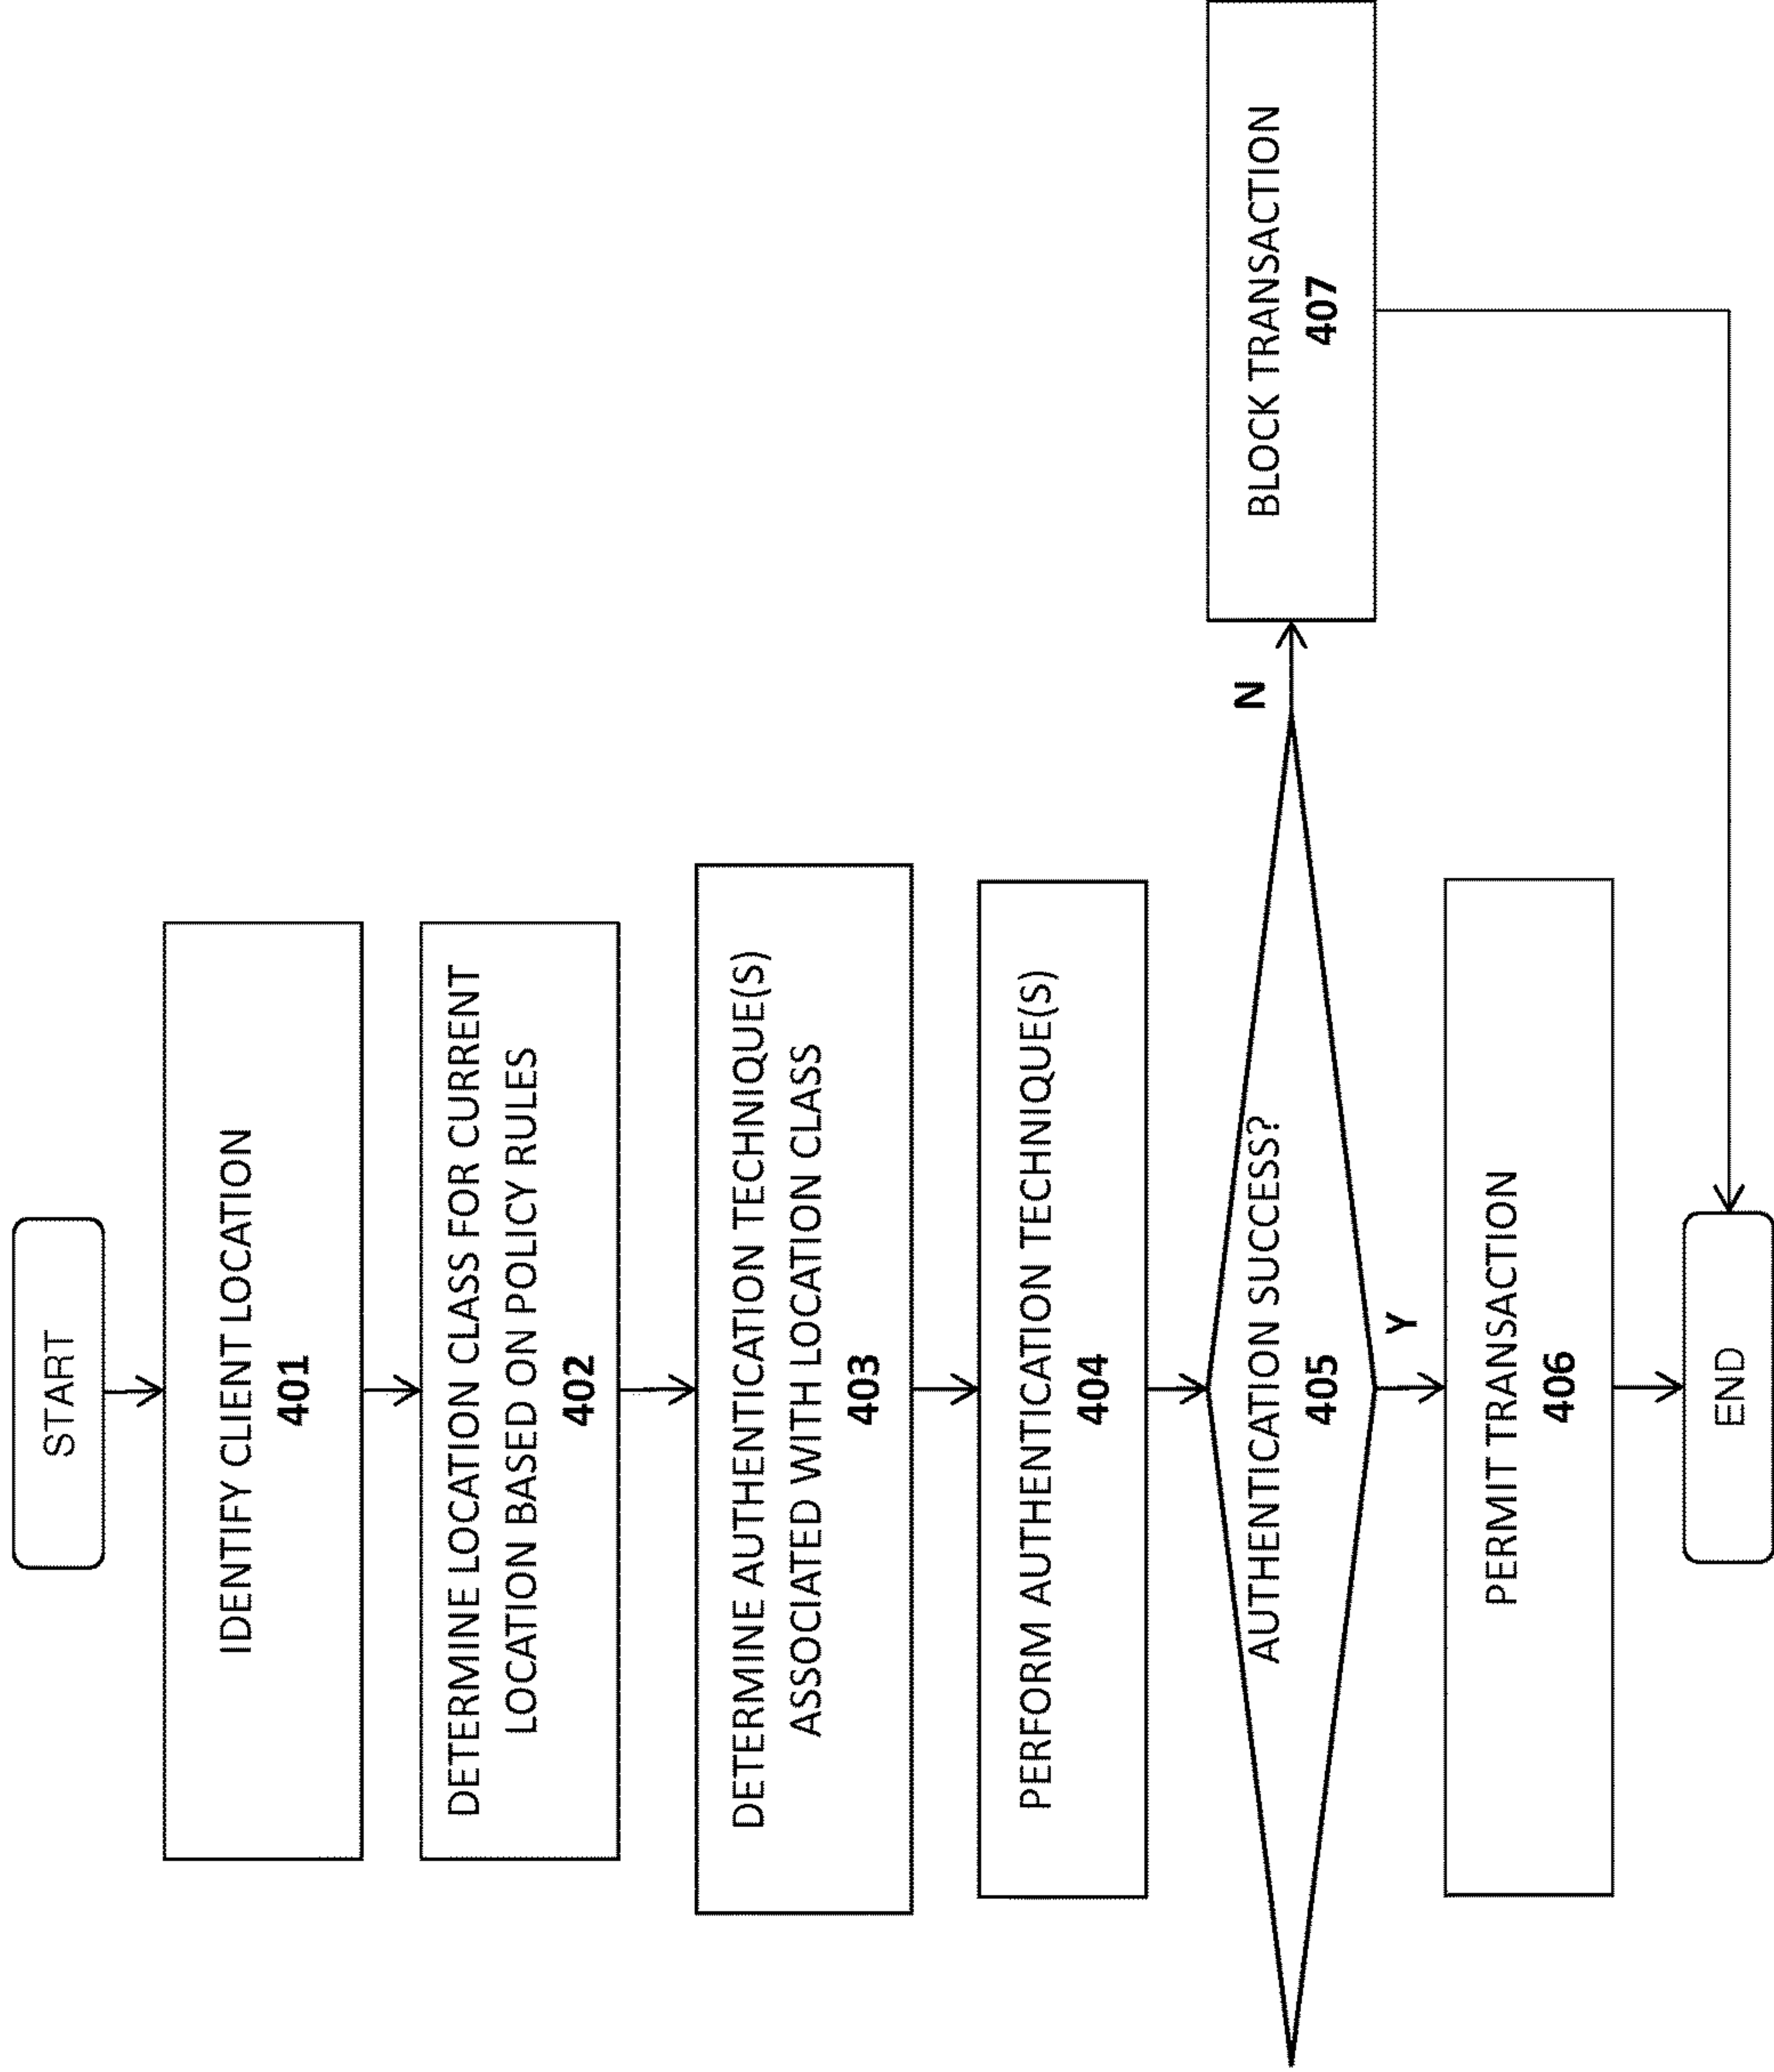 START
IDENTIFY CLIENT LOCATION
401
DETERMINE LOCATION CLASS FOR CURRENT
LOCATION BASED ON POLICY RULES
402
DETERMINE AUTHENTICATION TECHNIQUE(S)
ASSOCIATED WITH LOCATION CLASS
403
PERFORM AUTHENTICATION TECHNIQUE(S)
404
AUTHENTICATION SUCCESS?
405
N
BLOCK TRANSACTION
407
Y
PERMIT TRANSACTION
406
END